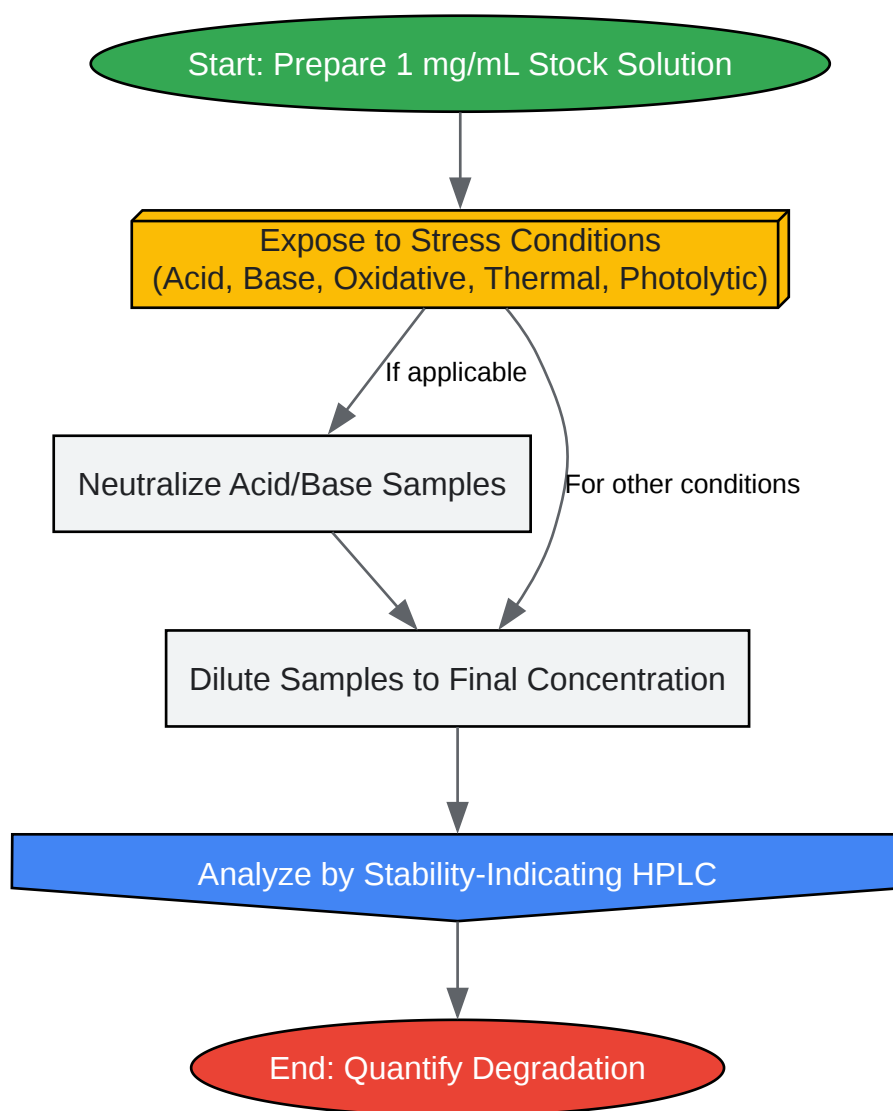 Start: Prepare 1 mg/mL Stock Solution
Expose to Stress Conditions
(Acid, Base, Oxidative, Thermal, Photolytic)
If applicable
Neutralize Acid/Base Samples
For other conditions
Dilute Samples to Final Concentration
Analyze by Stability-Indicating HPLC
End: Quantify Degradation